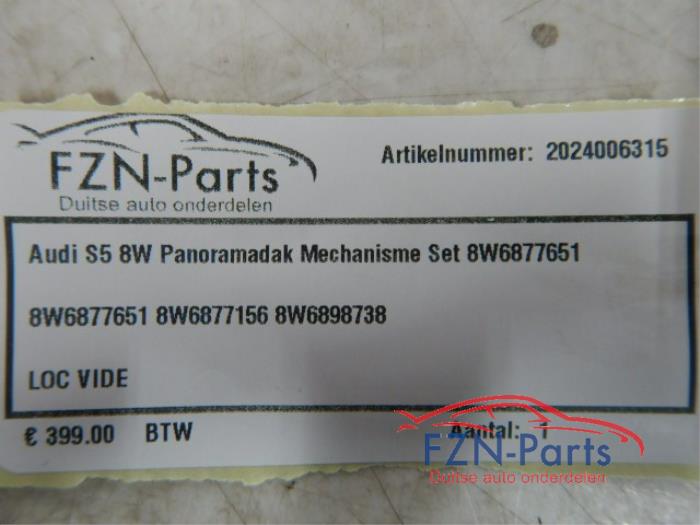 FZN-Parts
Duitse auto onderdelen
Artikelnummer: 2024006315
Audi S5 8W Panoramadak Mechanisme Set 8W6877651
8W6877651 8W6877156 8W6898738
LOC VIDE
€ 399.00 BTW
Aantal: 1
FZN-Parts
Duitse auto onderdelen